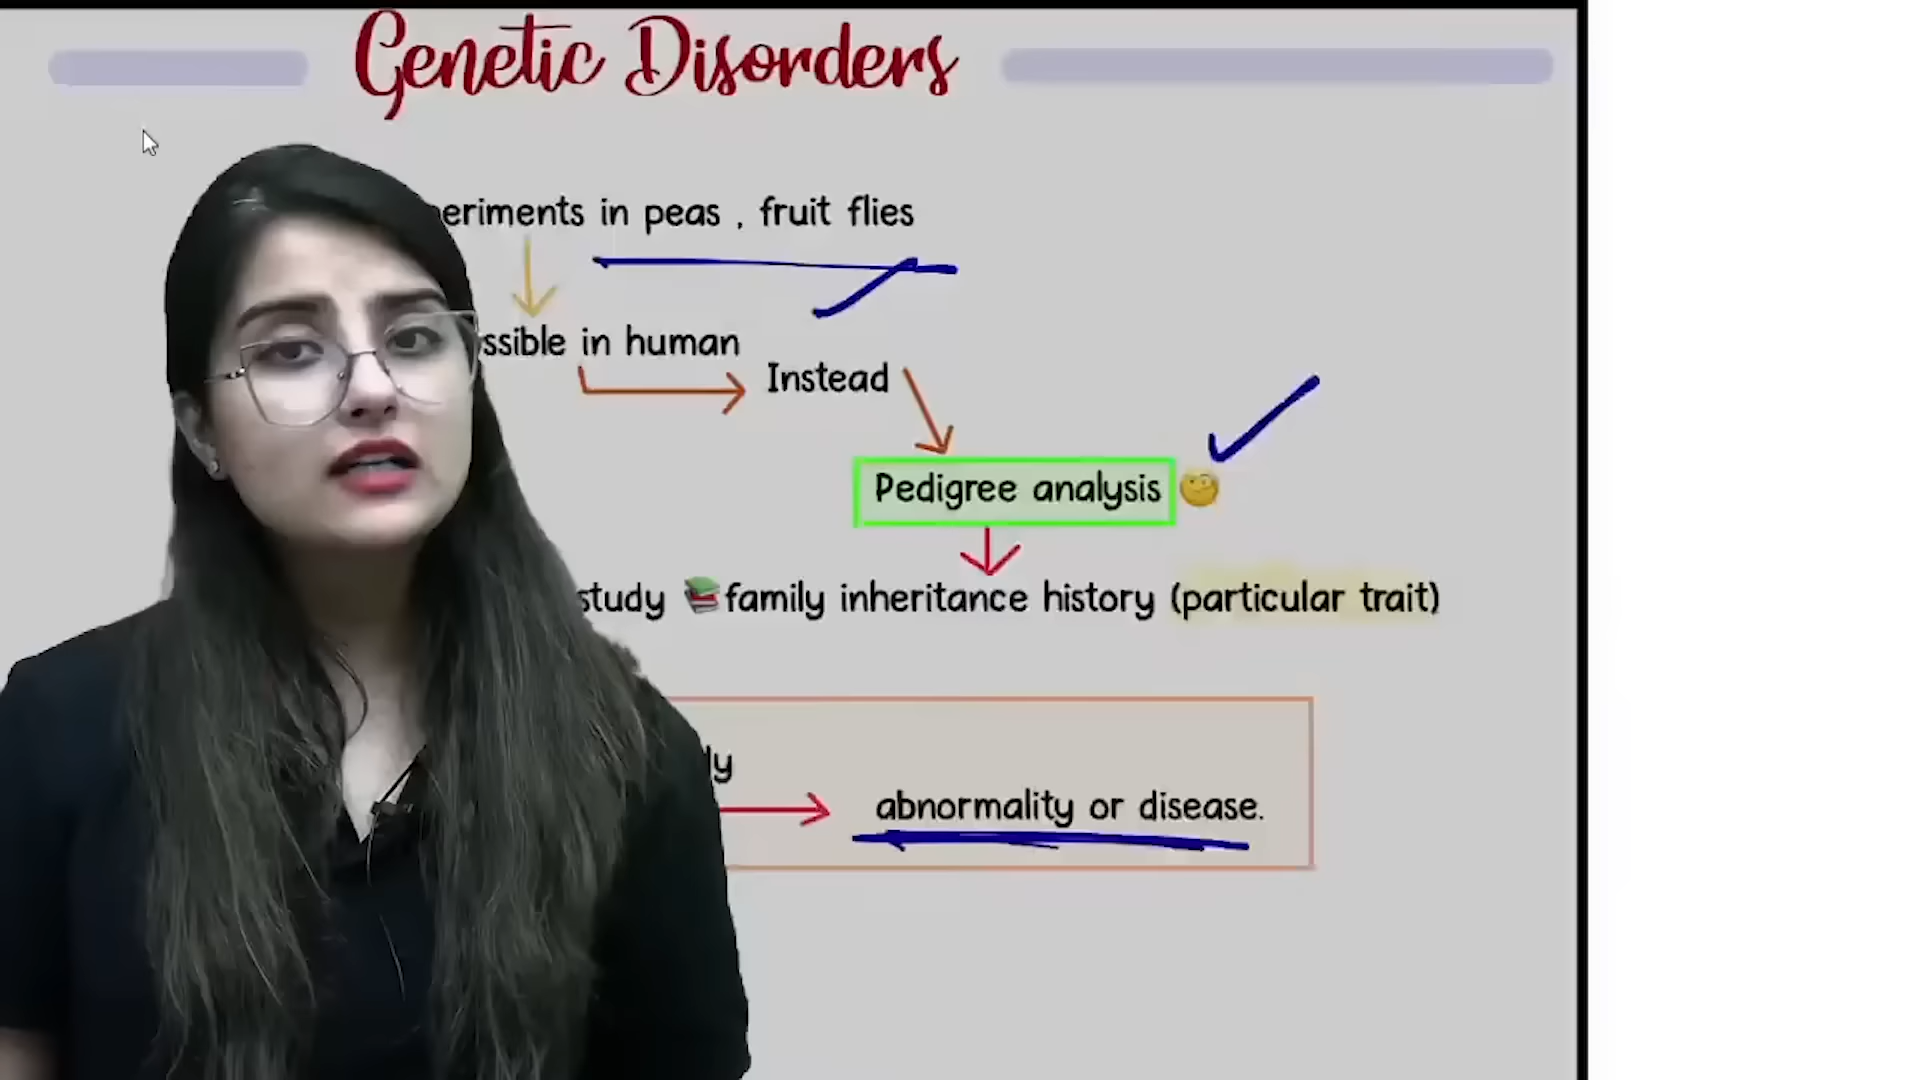 Genetic Disorders
periments in peas , fruit flies
ssible in human
Instead
Pedigree analysis
study family inheritance history (particular trait)
ly
abnormality or disease.